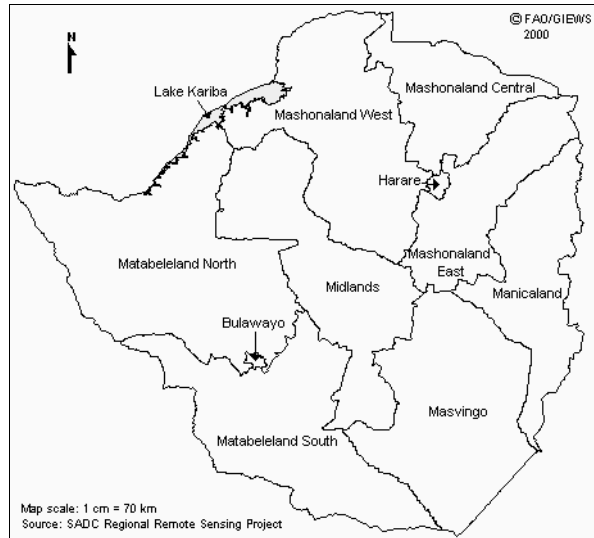 © FAO/GIEWS
2000
N
Lake Kariba
Mashonaland Central
Mashonaland West
Harare
Mashonaland
East
Matabeleland North
Midlands
Manicaland
Bulawayo
Masvingo
Matabeleland South
Map scale: 1 cm = 70 km
Source: SADC Regional Remote Sensing Project